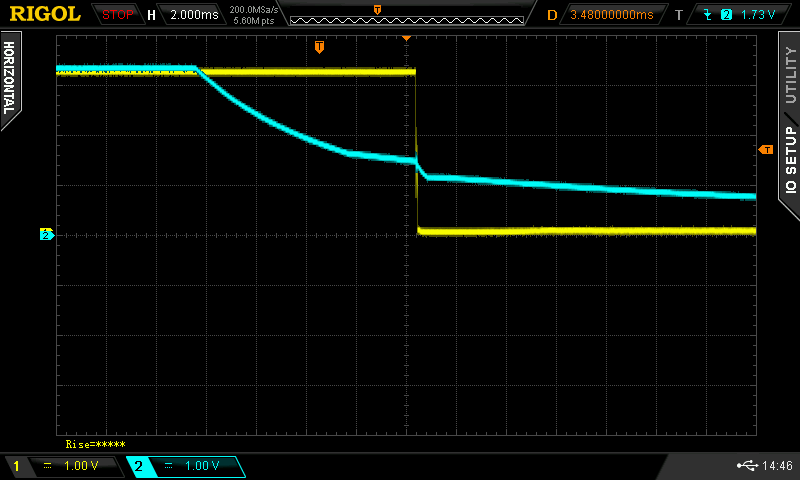 RIGOL STOP H 2.000ms 200.0MSa/s 5.60M pts D 3.48000000ms T 2 1.73 V
T
T
HORIZONTAL
UTILITY
IO SETUP
T
2
Rise=*****
1 1.00 V 2 1.00 V 14:46